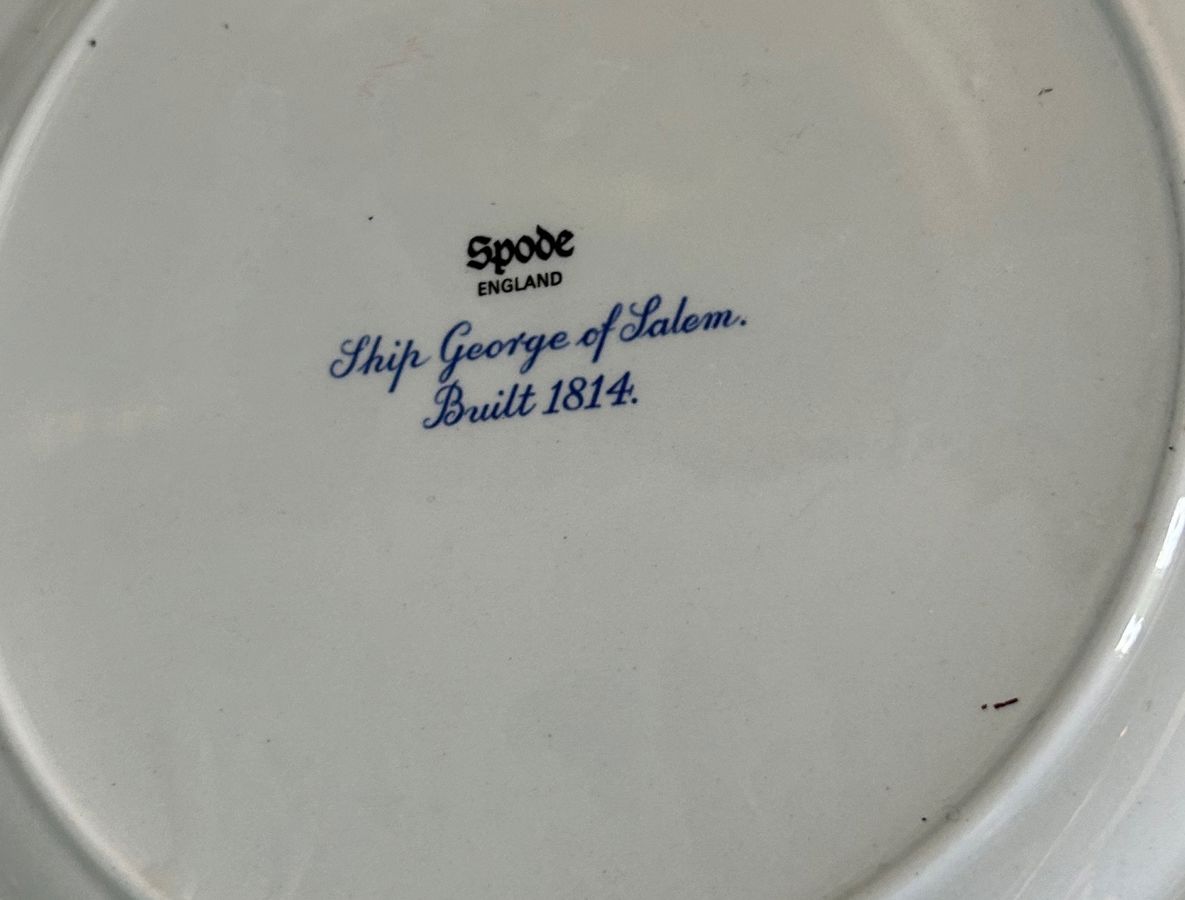 Spode
ENGLAND
Ship George of Salem.
Built 1814.